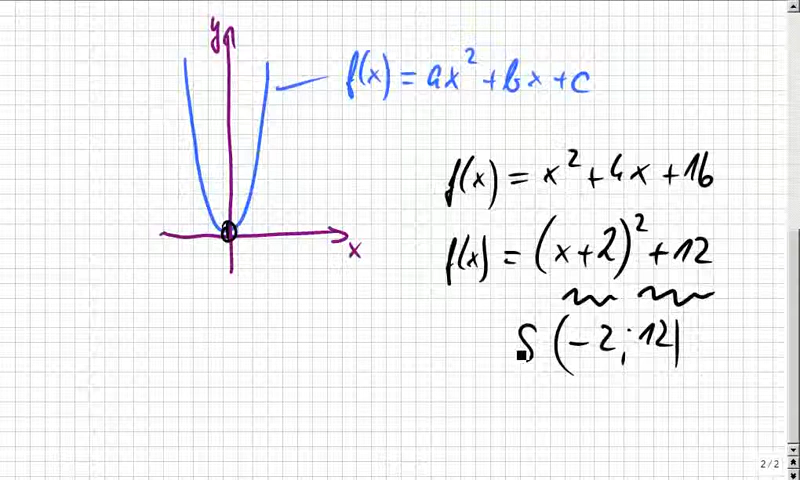 y
f(x) = ax² + bx + c
f(x) = x² + 4x + 16
f(x) = (x+2)² + 12
x
S (-2; 12|
2/2